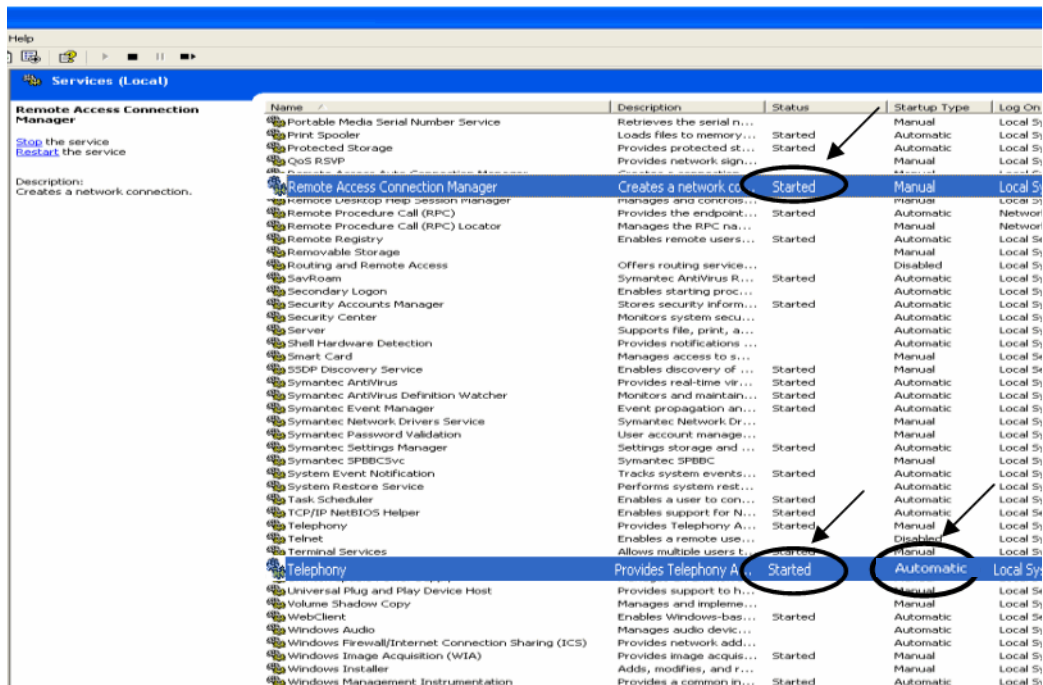 Help
Services (Local)
Remote Access Connection Manager
Stop the service
Restart the service
Description:
Creates a network connection.
Name Description Status Startup Type Log On
Portable Media Serial Number Service Retrieves the serial n... Manual Local Sy
Print Spooler Loads files to memory... Started Automatic Local Sy
Protected Storage Provides protected st... Started Automatic Local Sy
QoS RSVP Provides network sign... Manual Local Sy
Remote Access Connection Manager Creates a network co... Started Manual Local Sy
Remote Desktop Help Session Manager Manages and controls... Manual Local Sy
Remote Procedure Call (RPC) Provides the endpoint... Started Automatic Networ
Remote Procedure Call (RPC) Locator Manages the RPC na... Manual Networ
Remote Registry Enables remote users... Started Automatic Local Se
Removable Storage Manual Local Sy
Routing and Remote Access Offers routing service... Disabled Local Sy
SavRoam Symantec AntiVirus R... Started Automatic Local Sy
Secondary Logon Enables starting proc... Automatic Local Sy
Security Accounts Manager Stores security inform... Started Automatic Local Sy
Security Center Monitors system secu... Automatic Local Sy
Server Supports file, print, a... Automatic Local Sy
Shell Hardware Detection Provides notifications ... Automatic Local Sy
Smart Card Manages access to s... Manual Local Se
SSDP Discovery Service Enables discovery of ... Started Manual Local Se
Symantec AntiVirus Provides real-time vir... Started Automatic Local Sy
Symantec AntiVirus Definition Watcher Monitors and maintain... Started Automatic Local Sy
Symantec Event Manager Event propagation an... Started Automatic Local Sy
Symantec Network Drivers Service Symantec Network Dr... Manual Local Sy
Symantec Password Validation User account manage... Manual Local Sy
Symantec Settings Manager Settings storage and ... Started Automatic Local Sy
Symantec SPBBCSvc Symantec SPBBC Manual Local Sy
System Event Notification Tracks system events... Started Automatic Local Sy
System Restore Service Performs system rest... Automatic Local Sy
Task Scheduler Enables a user to con... Started Automatic Local Sy
TCP/IP NetBIOS Helper Enables support for N... Started Automatic Local Se
Telephony Provides Telephony A... Started Manual Local Sy
Telnet Enables a remote use... Disabled Local Sy
Terminal Services Allows multiple users t... Started Manual Local Sy
Telephony Provides Telephony A... Started Automatic Local Sys
Universal Plug and Play Device Host Provides support to h... Manual Local Se
Volume Shadow Copy Manages and impleme... Manual Local Sy
WebClient Enables Windows-bas... Started Automatic Local Se
Windows Audio Manages audio devic... Automatic Local Sy
Windows Firewall/Internet Connection Sharing (ICS) Provides network add... Automatic Local Sy
Windows Image Acquisition (WIA) Provides image acquis... Started Manual Local Sy
Windows Installer Adds, modifies, and r... Manual Local Sy
Windows Management Instrumentation Provides a common in... Started Automatic Local Sy